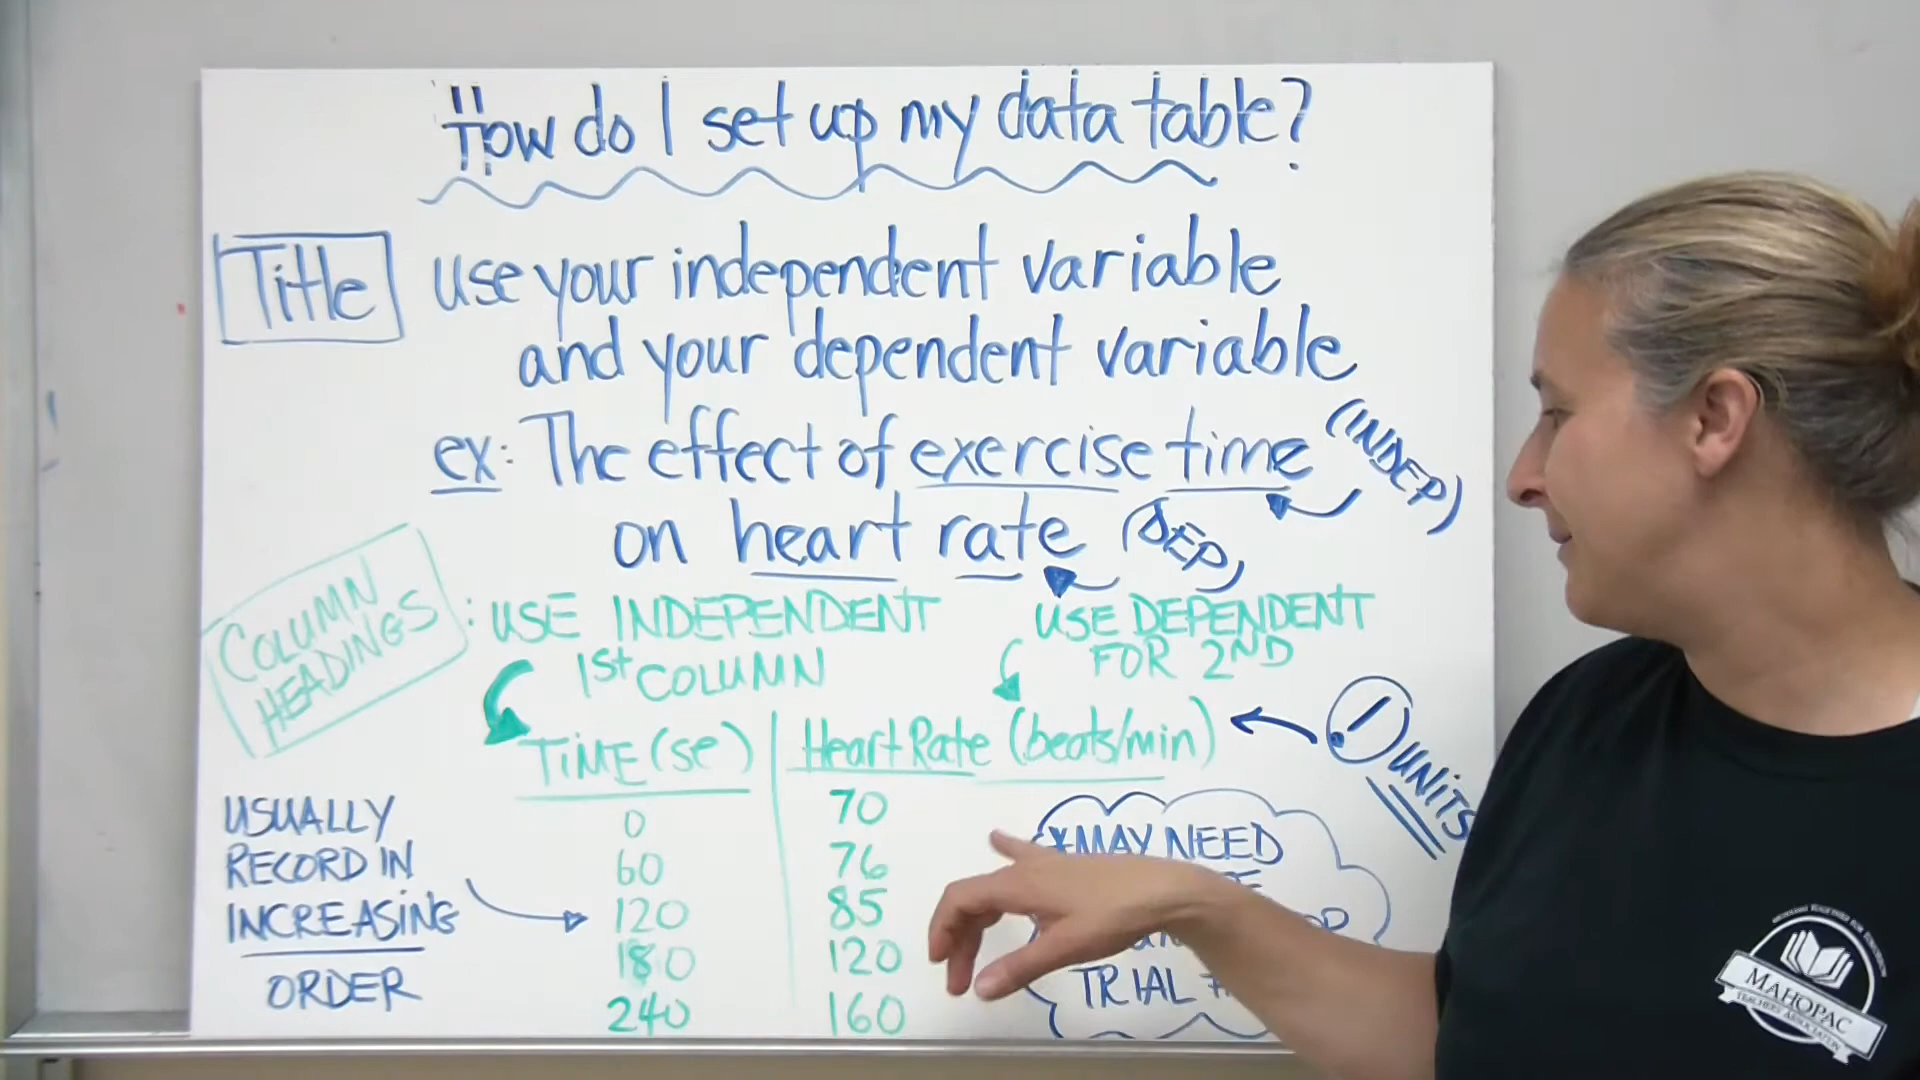 How do I set up my data table?
Title
use your independent variable
and your dependent variable
ex: The effect of exercise time (INDEP)
on heart rate (DEP)
COLUMN
HEADINGS
: USE INDEPENDENT
1st COLUMN
USE DEPENDENT
FOR 2ND
TIME (se) Heart Rate (beats/min)
! UNITS
0 70
60 76
120 85
180 120
240 160
USUALLY
RECORD IN
INCREASING
ORDER
*MAY NEED
TRIAL #
MAHOPAC
TEACHERS ASSOCIATION